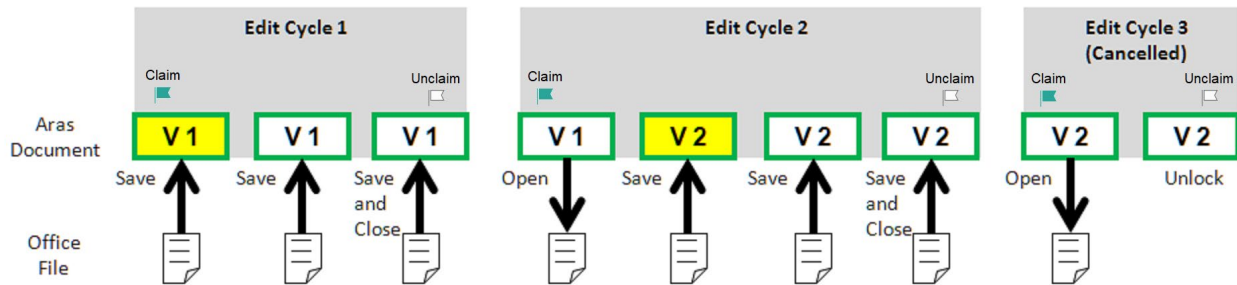 Edit Cycle 1
Edit Cycle 2
Edit Cycle 3
(Cancelled)
Claim
Unclaim
Claim
Unclaim
Claim
Unclaim
Aras
Document
V 1
V 1
V 1
V 1
V 2
V 2
V 2
V 2
V 2
Save
Save
Save
and
Close
Open
Save
Save
Save
and
Close
Open
Unlock
Office
File